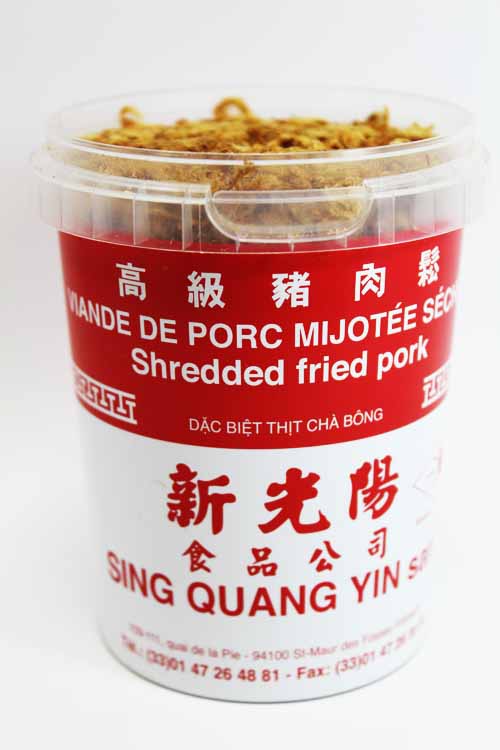 高級豬肉鬆
VIANDE DE PORC MIJOTÉE
Shredded fried pork
DẶC BIỆT THỊT CHÀ BÔNG
新光陽
食品公司
SING QUANG YIN
quai de la Pie - 94100 St-Maur des
Tél.: (33)01 47 26 48 81 - Fax: (33)01 47 26